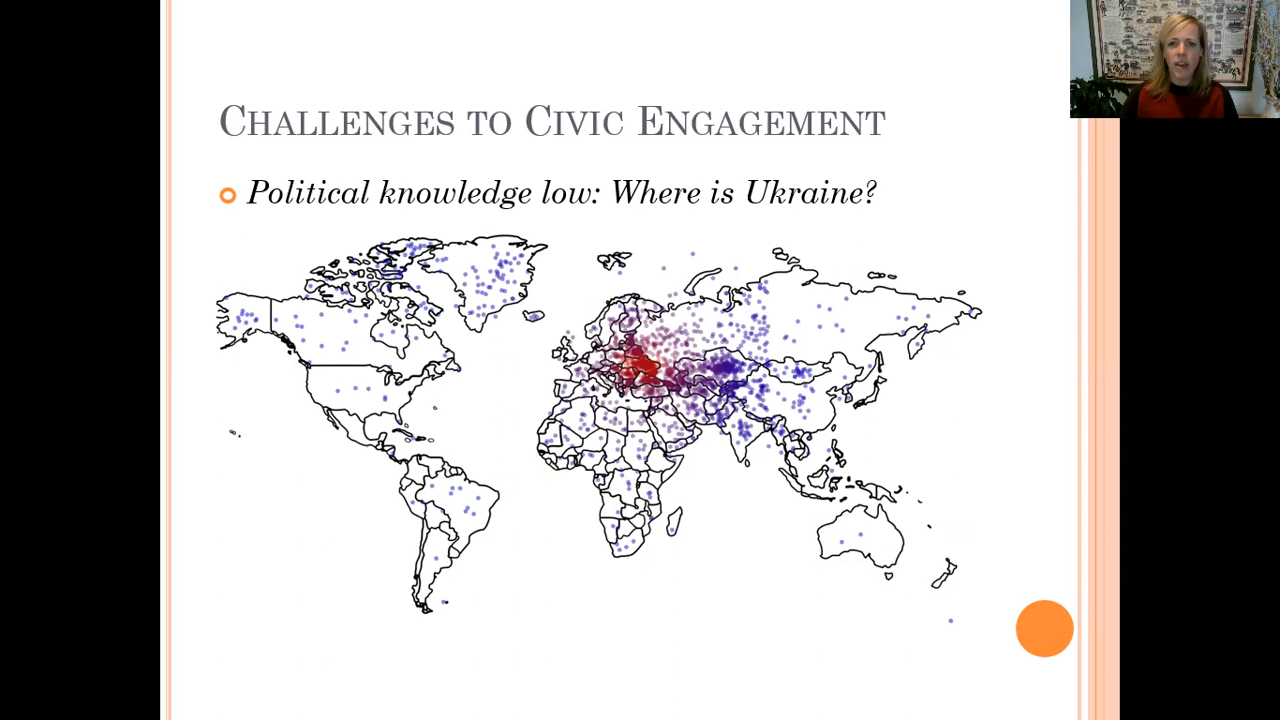 Challenges to Civic Engagement
Political knowledge low: Where is Ukraine?